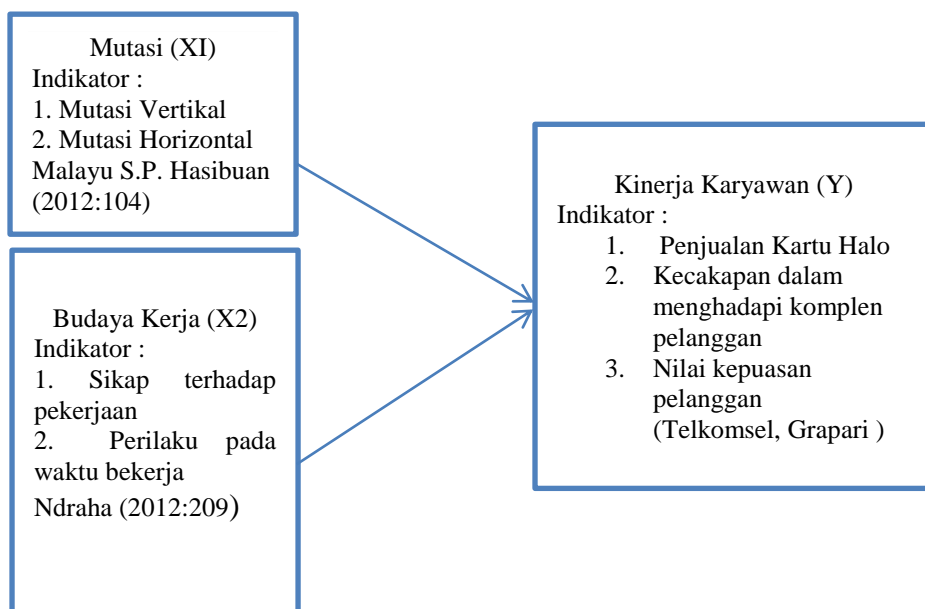 Mutasi (XI)
Indikator :
1. Mutasi Vertikal
2. Mutasi Horizontal
Malayu S.P. Hasibuan
(2012:104)
Budaya Kerja (X2)
Indikator :
1. Sikap terhadap
pekerjaan
2. Perilaku pada
waktu bekerja
Ndraha (2012:209)
Kinerja Karyawan (Y)
Indikator :
1. Penjualan Kartu Halo
2. Kecakapan dalam
menghadapi komplen
pelanggan
3. Nilai kepuasan
pelanggan
(Telkomsel, Grapari )